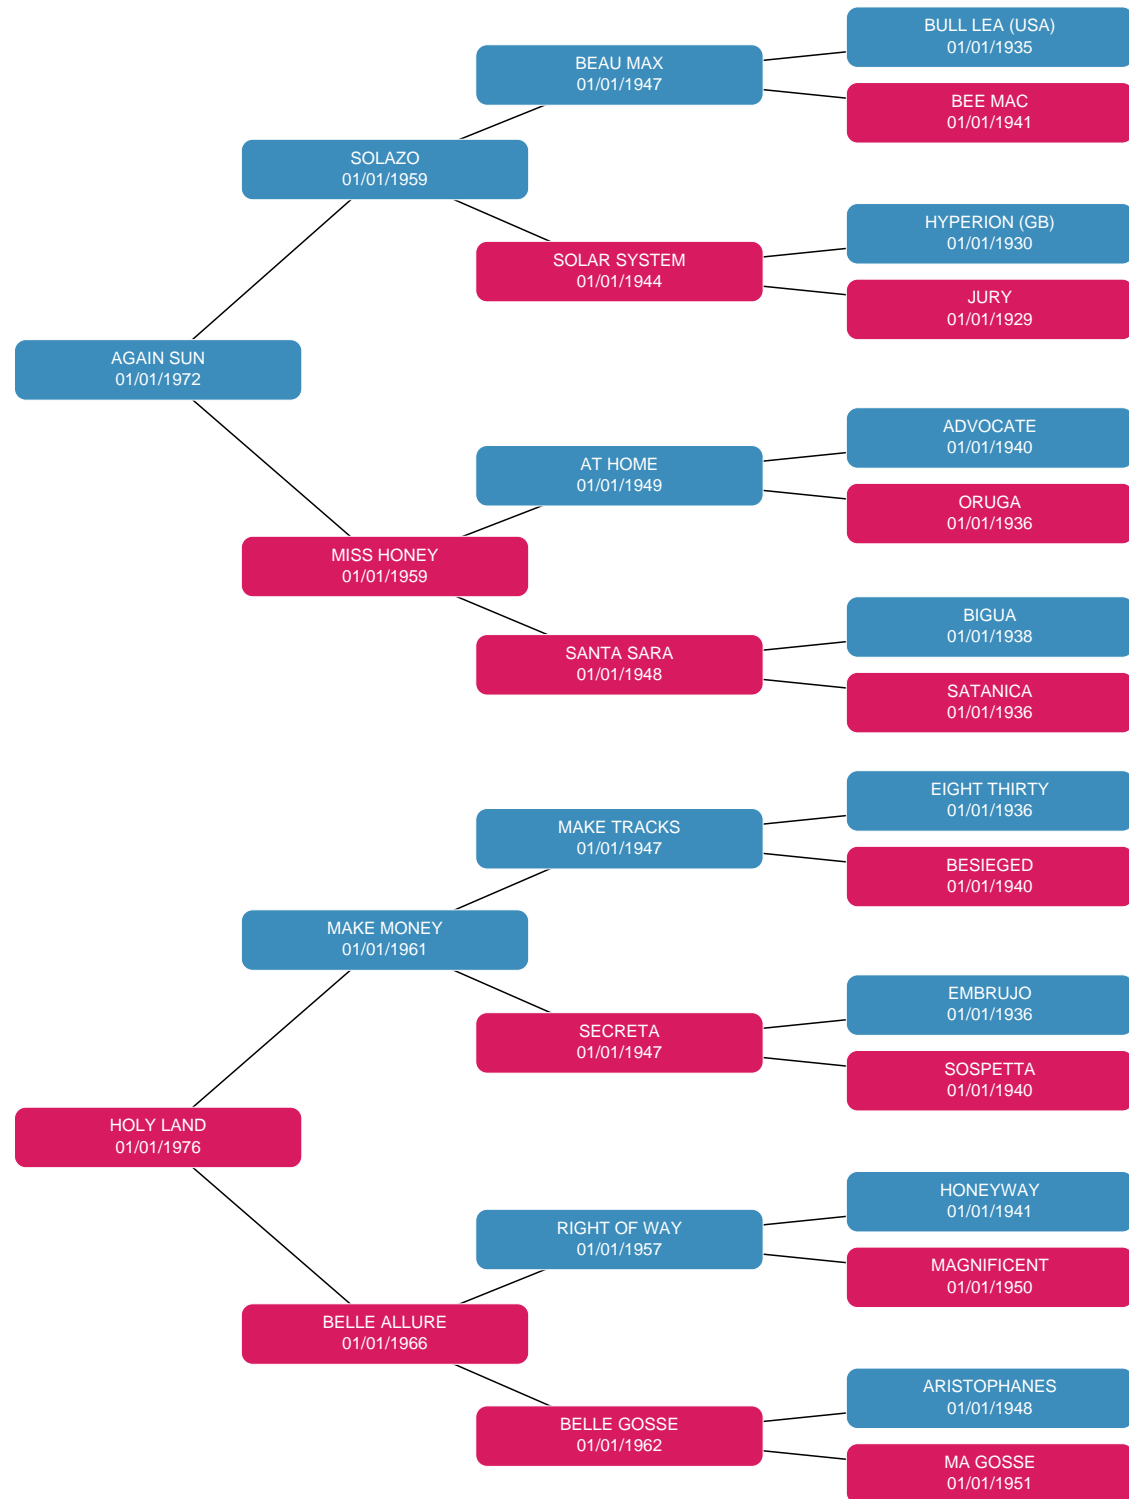 BULL LEA (USA)
01/01/1935
BEAU MAX
01/01/1947
BEE MAC
01/01/1941
SOLAZO
01/01/1959
HYPERION (GB)
01/01/1930
SOLAR SYSTEM
01/01/1944
JURY
01/01/1929
AGAIN SUN
01/01/1972
ADVOCATE
01/01/1940
AT HOME
01/01/1949
ORUGA
01/01/1936
MISS HONEY
01/01/1959
BIGUA
01/01/1938
SANTA SARA
01/01/1948
SATANICA
01/01/1936
EIGHT THIRTY
01/01/1936
MAKE TRACKS
01/01/1947
BESIEGED
01/01/1940
MAKE MONEY
01/01/1961
EMBRUJO
01/01/1936
SECRETA
01/01/1947
SOSPETTA
01/01/1940
HOLY LAND
01/01/1976
HONEYWAY
01/01/1941
RIGHT OF WAY
01/01/1957
MAGNIFICENT
01/01/1950
BELLE ALLURE
01/01/1966
ARISTOPHANES
01/01/1948
BELLE GOSSE
01/01/1962
MA GOSSE
01/01/1951